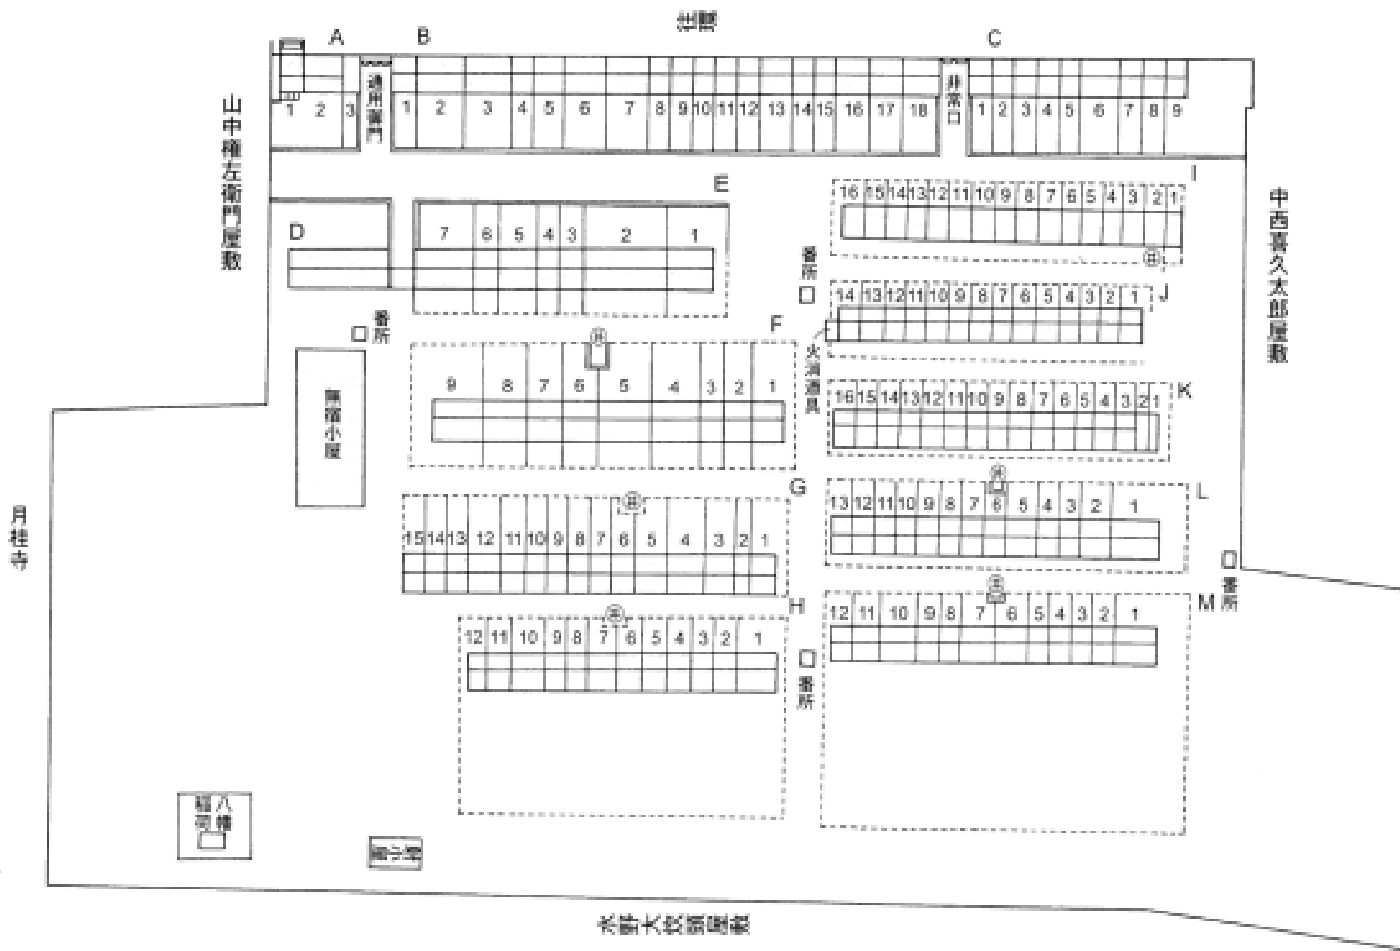 往還
A
B
C
1 2 3
通用御門
1 2 3 4 5 6 7 8 9 10 11 12 13 14 15 16 17 18
非常口
1 2 3 4 5 6 7 8 9
山中権左衛門屋敷
中西喜久太郎屋敷
D
E
7 6 5 4 3 2 1
I
16 15 14 13 12 11 10 9 8 7 6 5 4 3 2 1
井
番所
J
14 13 12 11 10 9 8 7 6 5 4 3 2 1
火消道具
番所
F
井
9 8 7 6 5 4 3 2 1
K
16 15 14 13 12 11 10 9 8 7 6 5 4 3 2 1
月桂寺
G
井
15 14 13 12 11 10 9 8 7 6 5 4 3 2 1
L
井
13 12 11 10 9 8 7 6 5 4 3 2 1
番所
H
井
12 11 10 9 8 7 6 5 4 3 2 1
M
井
12 11 10 9 8 7 6 5 4 3 2 1
番所
八幡
稲荷